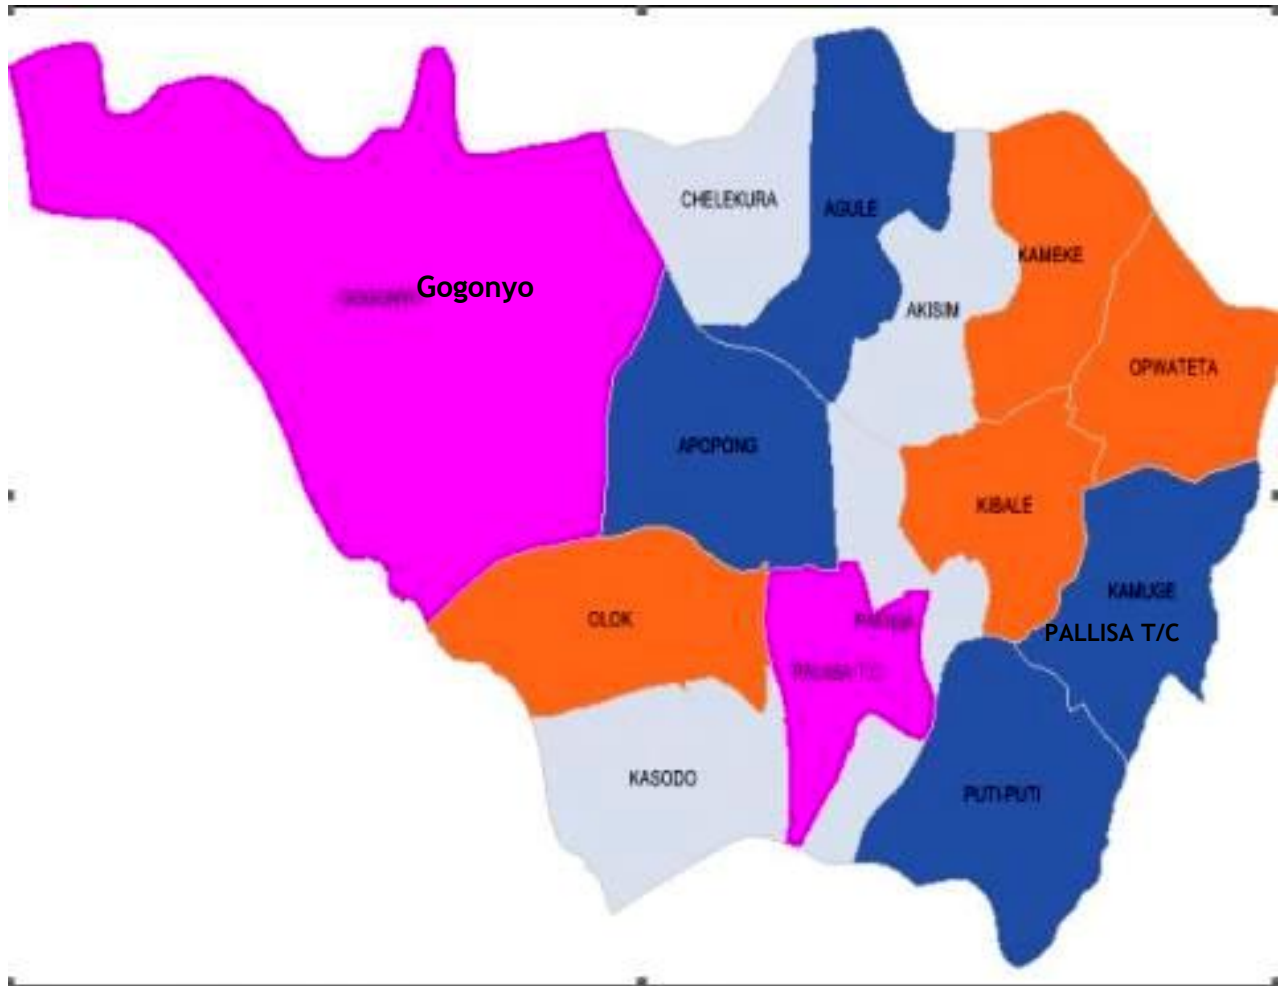 CHELEKURA
AGULE
KAMEKE
Gogonyo
AKISIM
OPWATETA
APOPONG
KIBALE
KAMUGE
OLOK
PALLISA T/C
KASODO
PUTI-PUTI